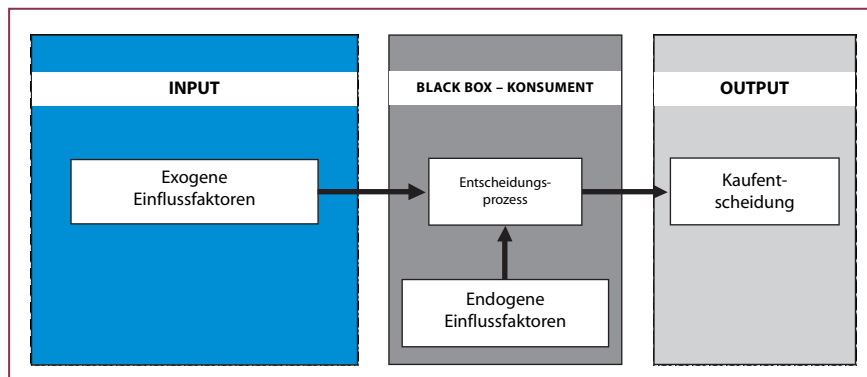 INPUT
Exogene
Einflussfaktoren
BLACK BOX – KONSUMENT
Entscheidungs-
prozess
Endogene
Einflussfaktoren
OUTPUT
Kaufent-
scheidung